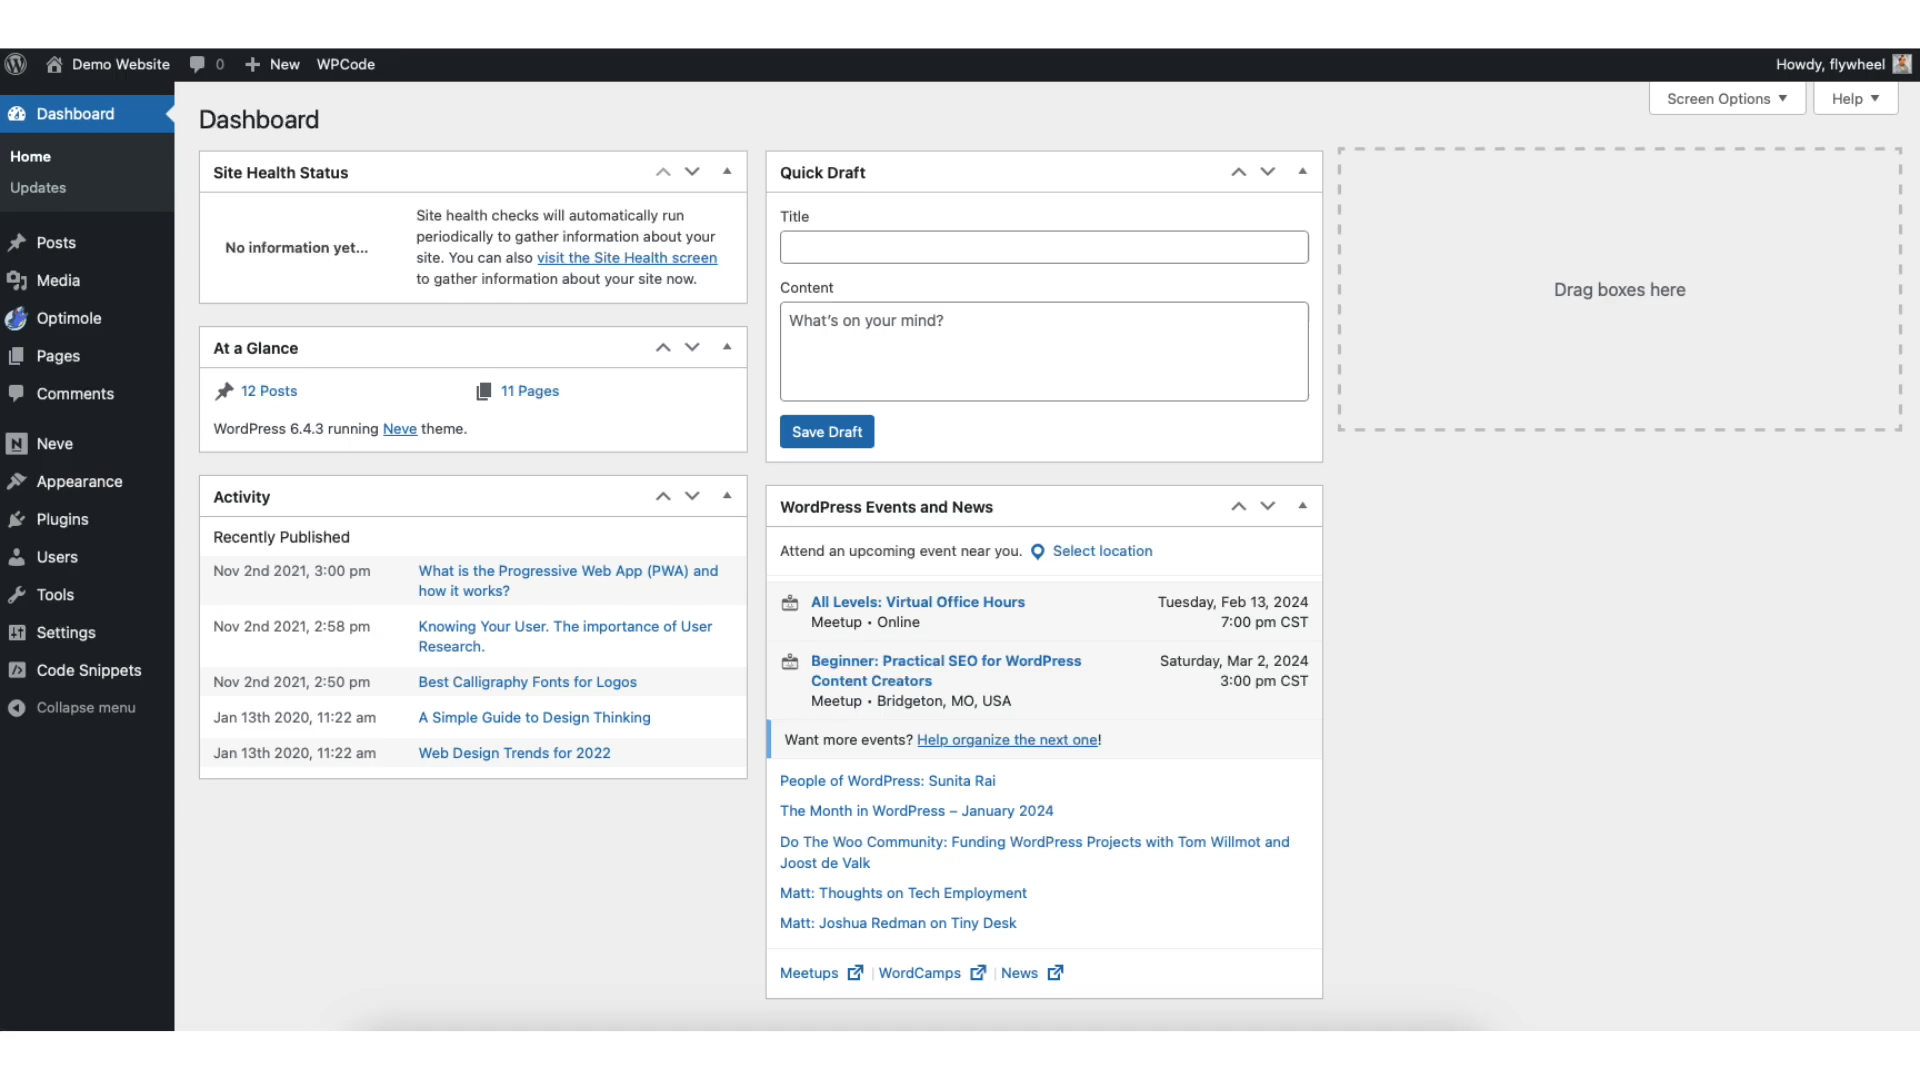 Demo Website
0
New
WPCode
Howdy, flywheel
Dashboard
Home
Updates
Posts
Media
Optimole
Pages
Comments
Neve
Appearance
Plugins
Users
Tools
Settings
Code Snippets
Collapse menu
Screen Options
Help
Dashboard
Site Health Status
No information yet...
Site health checks will automatically run
periodically to gather information about your
site. You can also visit the Site Health screen
to gather information about your site now.
At a Glance
12 Posts
11 Pages
WordPress 6.4.3 running Neve theme.
Activity
Recently Published
Nov 2nd 2021, 3:00 pm
What is the Progressive Web App (PWA) and
how it works?
Nov 2nd 2021, 2:58 pm
Knowing Your User. The importance of User
Research.
Nov 2nd 2021, 2:50 pm
Best Calligraphy Fonts for Logos
Jan 13th 2020, 11:22 am
A Simple Guide to Design Thinking
Jan 13th 2020, 11:22 am
Web Design Trends for 2022
Quick Draft
Title
Content
What's on your mind?
Save Draft
WordPress Events and News
Attend an upcoming event near you. Select location
All Levels: Virtual Office Hours
Meetup • Online
Tuesday, Feb 13, 2024
7:00 pm CST
Beginner: Practical SEO for WordPress
Content Creators
Meetup • Bridgeton, MO, USA
Saturday, Mar 2, 2024
3:00 pm CST
Want more events? Help organize the next one!
People of WordPress: Sunita Rai
The Month in WordPress – January 2024
Do The Woo Community: Funding WordPress Projects with Tom Willmot and
Joost de Valk
Matt: Thoughts on Tech Employment
Matt: Joshua Redman on Tiny Desk
Meetups | WordCamps | News
Drag boxes here